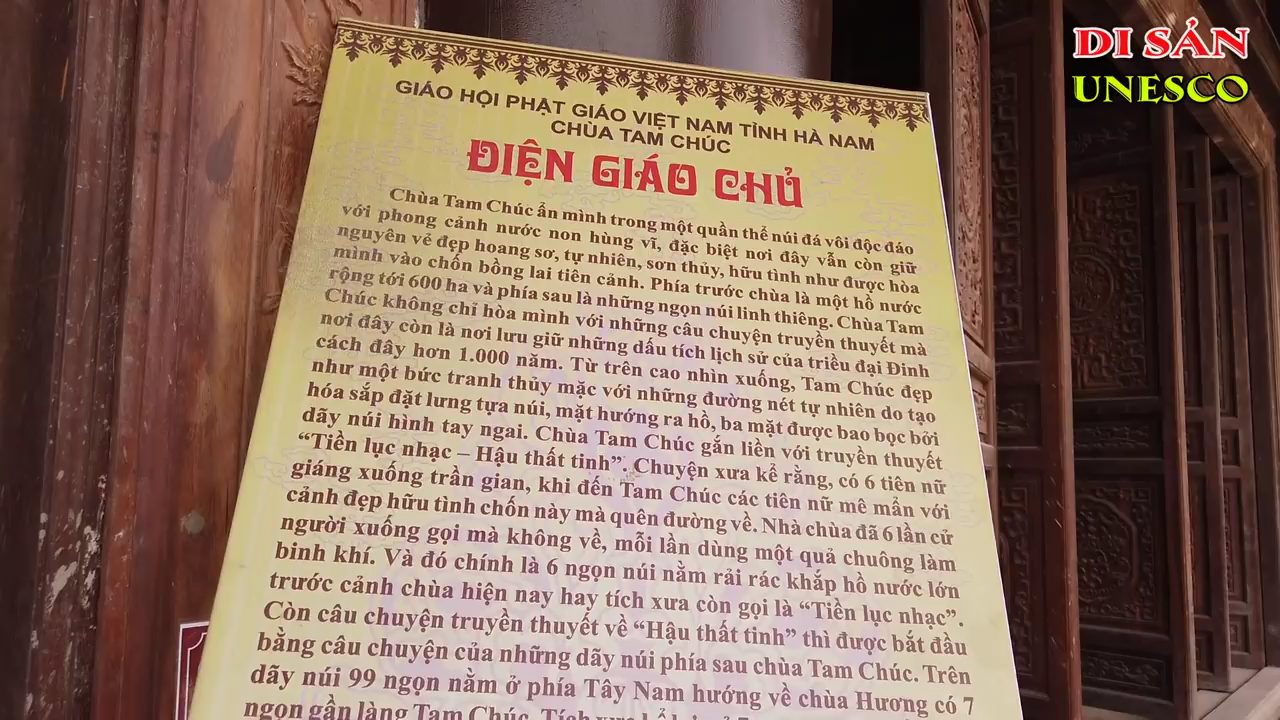 DI SẢN
UNESCO
GIÁO HỘI PHẬT GIÁO VIỆT NAM TỈNH HÀ NAM
CHÙA TAM CHÚC
ĐIỆN GIÁO CHỦ
Chùa Tam Chúc ẩn mình trong một quần thể núi đá vôi độc đáo
với phong cảnh nước non hùng vĩ, đặc biệt nơi đây vẫn còn giữ
nguyên vẻ đẹp hoang sơ, tự nhiên, sơn thủy, hữu tình như được hòa
mình vào chốn bồng lai tiên cảnh. Phía trước chùa là một hồ nước
rộng tới 600 ha và phía sau là những ngọn núi linh thiêng. Chùa Tam
Chúc không chỉ hòa mình với những câu chuyện truyền thuyết mà
nơi đây còn là nơi lưu giữ những dấu tích lịch sử của triều đại Đinh
cách đây hơn 1.000 năm. Từ trên cao nhìn xuống, Tam Chúc đẹp
như một bức tranh thủy mặc với những đường nét tự nhiên do tạo
hóa sắp đặt lưng tựa núi, mặt hướng ra hồ, ba mặt được bao bọc bởi
dãy núi hình tay ngai. Chùa Tam Chúc gắn liền với truyền thuyết
“Tiền lục nhạc – Hậu thất tinh”. Chuyện xưa kể rằng, có 6 tiên nữ
giáng xuống trần gian, khi đến Tam Chúc các tiên nữ mê mẩn với
cảnh đẹp hữu tình chốn này mà quên đường về. Nhà chùa đã 6 lần cử
người xuống gọi mà không về, mỗi lần dùng một quả chuông làm
binh khí. Và đó chính là 6 ngọn núi nằm rải rác khắp hồ nước lớn
trước cảnh chùa hiện nay hay tích xưa còn gọi là “Tiền lục nhạc”.
Còn câu chuyện truyền thuyết về “Hậu thất tinh” thì được bắt đầu
bằng câu chuyện của những dãy núi phía sau chùa Tam Chúc. Trên
dãy núi 99 ngọn nằm ở phía Tây Nam hướng về chùa Hương có 7
ngọn gần làng Tam Chúc. Tích xưa